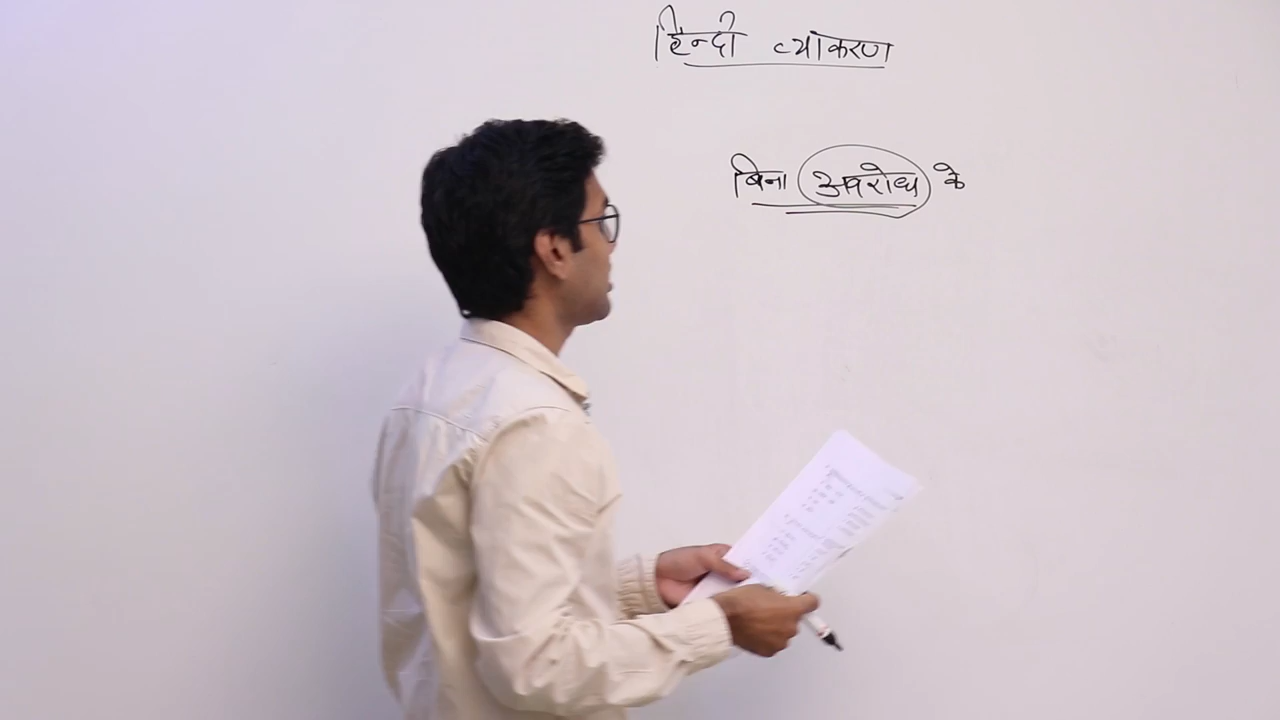 हिन्दी व्याकरण
बिना अवरोध के